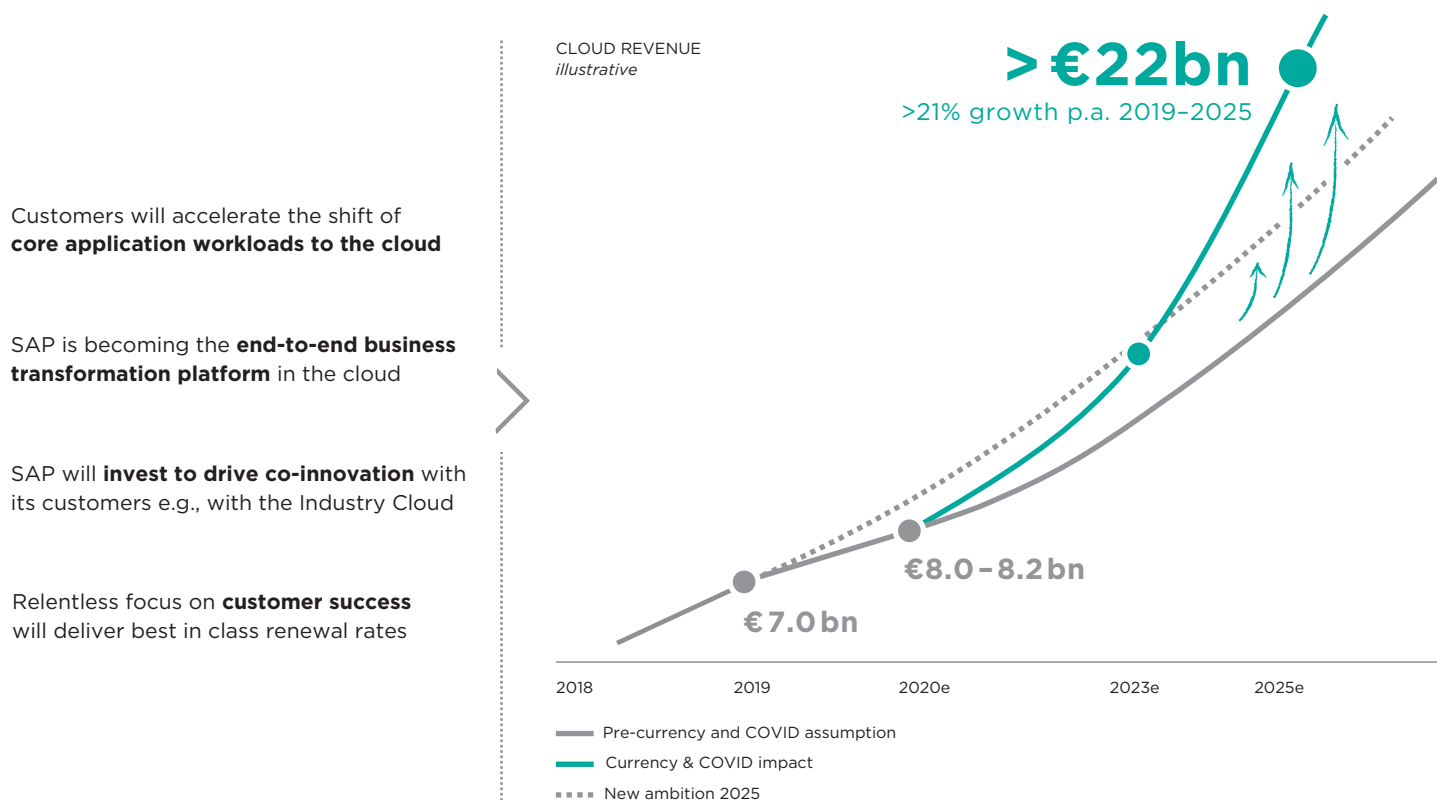 Customers will accelerate the shift of
core application workloads to the cloud
SAP is becoming the end-to-end business
transformation platform in the cloud
SAP will invest to drive co-innovation with
its customers e.g., with the Industry Cloud
Relentless focus on customer success
will deliver best in class renewal rates
CLOUD REVENUE
illustrative
> €22bn
>21% growth p.a. 2019–2025
€8.0–8.2bn
€7.0bn
2018 2019 2020e 2023e 2025e
Pre-currency and COVID assumption
Currency & COVID impact
New ambition 2025